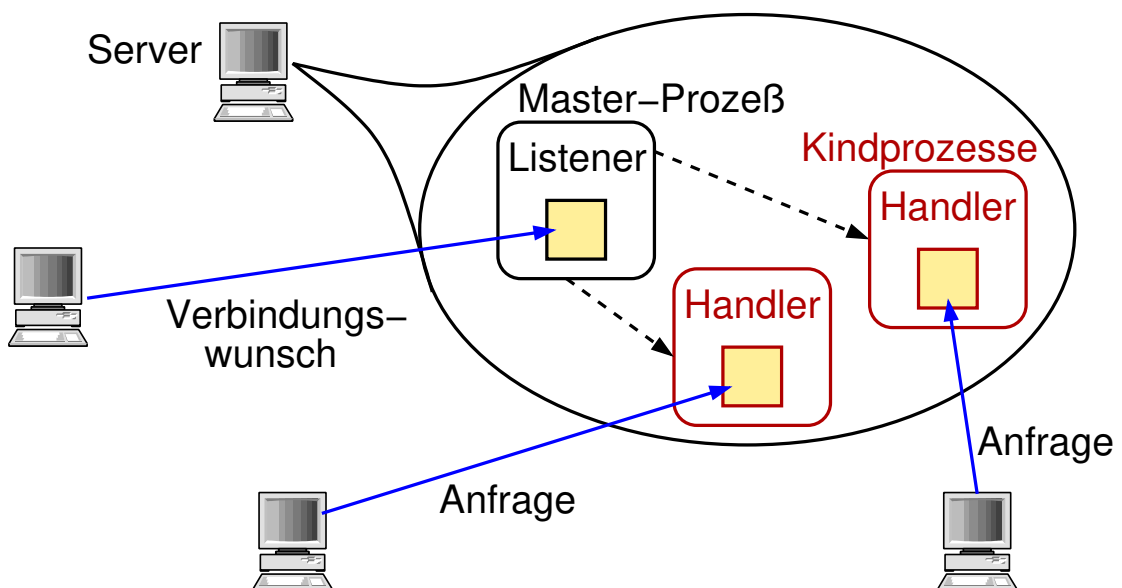 Server
Master−Prozeß
Listener
Kindprozesse
Handler
Handler
Verbindungs−
wunsch
Anfrage
Anfrage